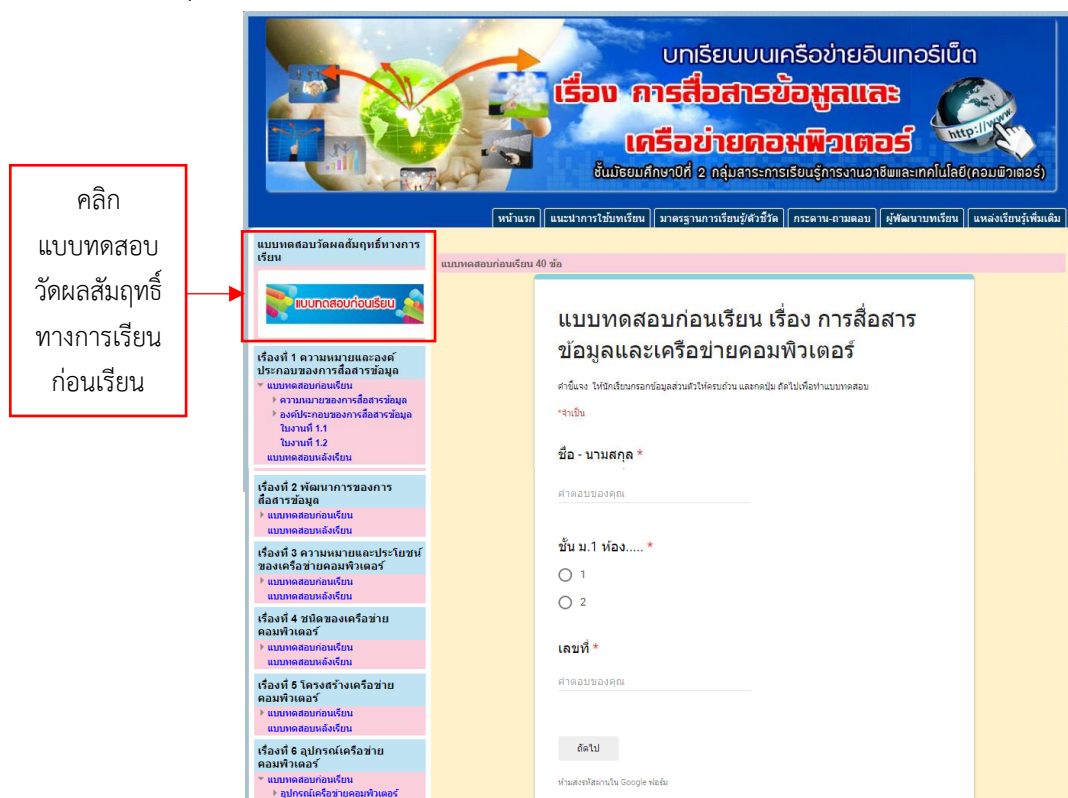 บทเรียนบนเครือข่ายอินเทอร์เน็ต
เรื่อง การสื่อสารข้อมูลและ
เครือข่ายคอมพิวเตอร์
http://www
ชั้นมัธยมศึกษาปีที่ 2 กลุ่มสาระการเรียนรู้การงานอาชีพและเทคโนโลยี(คอมพิวเตอร์)
หน้าแรก แนะนำการใช้บทเรียน มาตรฐานการเรียนรู้/ตัวชี้วัด กระดาน-ถามตอบ ผู้พัฒนาบทเรียน แหล่งเรียนรู้เพิ่มเติม
คลิก
แบบทดสอบ
วัดผลสัมฤทธิ์
ทางการเรียน
ก่อนเรียน
แบบทดสอบวัดผลสัมฤทธิ์ทางการ
เรียน
แบบทดสอบก่อนเรียน
เรื่องที่ 1 ความหมายและองค์
ประกอบของการสื่อสารข้อมูล
แบบทดสอบก่อนเรียน
ความหมายของการสื่อสารข้อมูล
องค์ประกอบของการสื่อสารข้อมูล
ใบงานที่ 1.1
ใบงานที่ 1.2
แบบทดสอบหลังเรียน
เรื่องที่ 2 พัฒนาการของการ
สื่อสารข้อมูล
แบบทดสอบก่อนเรียน
แบบทดสอบหลังเรียน
เรื่องที่ 3 ความหมายและประโยชน์
ของเครือข่ายคอมพิวเตอร์
แบบทดสอบก่อนเรียน
แบบทดสอบหลังเรียน
เรื่องที่ 4 ชนิดของเครือข่าย
คอมพิวเตอร์
แบบทดสอบก่อนเรียน
แบบทดสอบหลังเรียน
เรื่องที่ 5 โครงสร้างเครือข่าย
คอมพิวเตอร์
แบบทดสอบก่อนเรียน
แบบทดสอบหลังเรียน
เรื่องที่ 6 อุปกรณ์เครือข่าย
คอมพิวเตอร์
แบบทดสอบก่อนเรียน
อุปกรณ์เครือข่ายคอมพิวเตอร์
แบบทดสอบก่อนเรียน 40 ข้อ
แบบทดสอบก่อนเรียน เรื่อง การสื่อสาร
ข้อมูลและเครือข่ายคอมพิวเตอร์
คำชี้แจง ให้นักเรียนกรอกข้อมูลส่วนตัวให้ครบถ้วน และกดปุ่ม ถัดไปเพื่อทำแบบทดสอบ
*จำเป็น
ชื่อ - นามสกุล *
คำตอบของคุณ
ชั้น ม.1 ห้อง..... *
1
2
เลขที่ *
คำตอบของคุณ
ถัดไป
ห้ามส่งรหัสผ่านใน Google ฟอร์ม